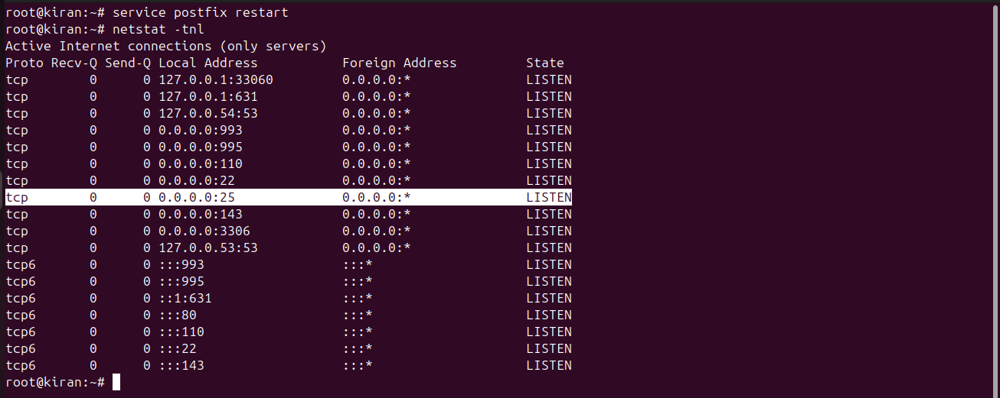 root@kiran:~# service postfix restart
root@kiran:~# netstat -tnl
Active Internet connections (only servers)
Proto Recv-Q Send-Q Local Address           Foreign Address         State
tcp        0      0 127.0.0.1:33060         0.0.0.0:*               LISTEN
tcp        0      0 127.0.0.1:631           0.0.0.0:*               LISTEN
tcp        0      0 127.0.0.54:53           0.0.0.0:*               LISTEN
tcp        0      0 0.0.0.0:993             0.0.0.0:*               LISTEN
tcp        0      0 0.0.0.0:995             0.0.0.0:*               LISTEN
tcp        0      0 0.0.0.0:110             0.0.0.0:*               LISTEN
tcp        0      0 0.0.0.0:22              0.0.0.0:*               LISTEN
tcp        0      0 0.0.0.0:25              0.0.0.0:*               LISTEN
tcp        0      0 0.0.0.0:143             0.0.0.0:*               LISTEN
tcp        0      0 0.0.0.0:3306            0.0.0.0:*               LISTEN
tcp        0      0 127.0.0.53:53           0.0.0.0:*               LISTEN
tcp6       0      0 :::993                  :::*                    LISTEN
tcp6       0      0 :::995                  :::*                    LISTEN
tcp6       0      0 ::1:631                 :::*                    LISTEN
tcp6       0      0 :::80                   :::*                    LISTEN
tcp6       0      0 :::110                  :::*                    LISTEN
tcp6       0      0 :::22                   :::*                    LISTEN
tcp6       0      0 :::143                  :::*                    LISTEN
root@kiran:~#